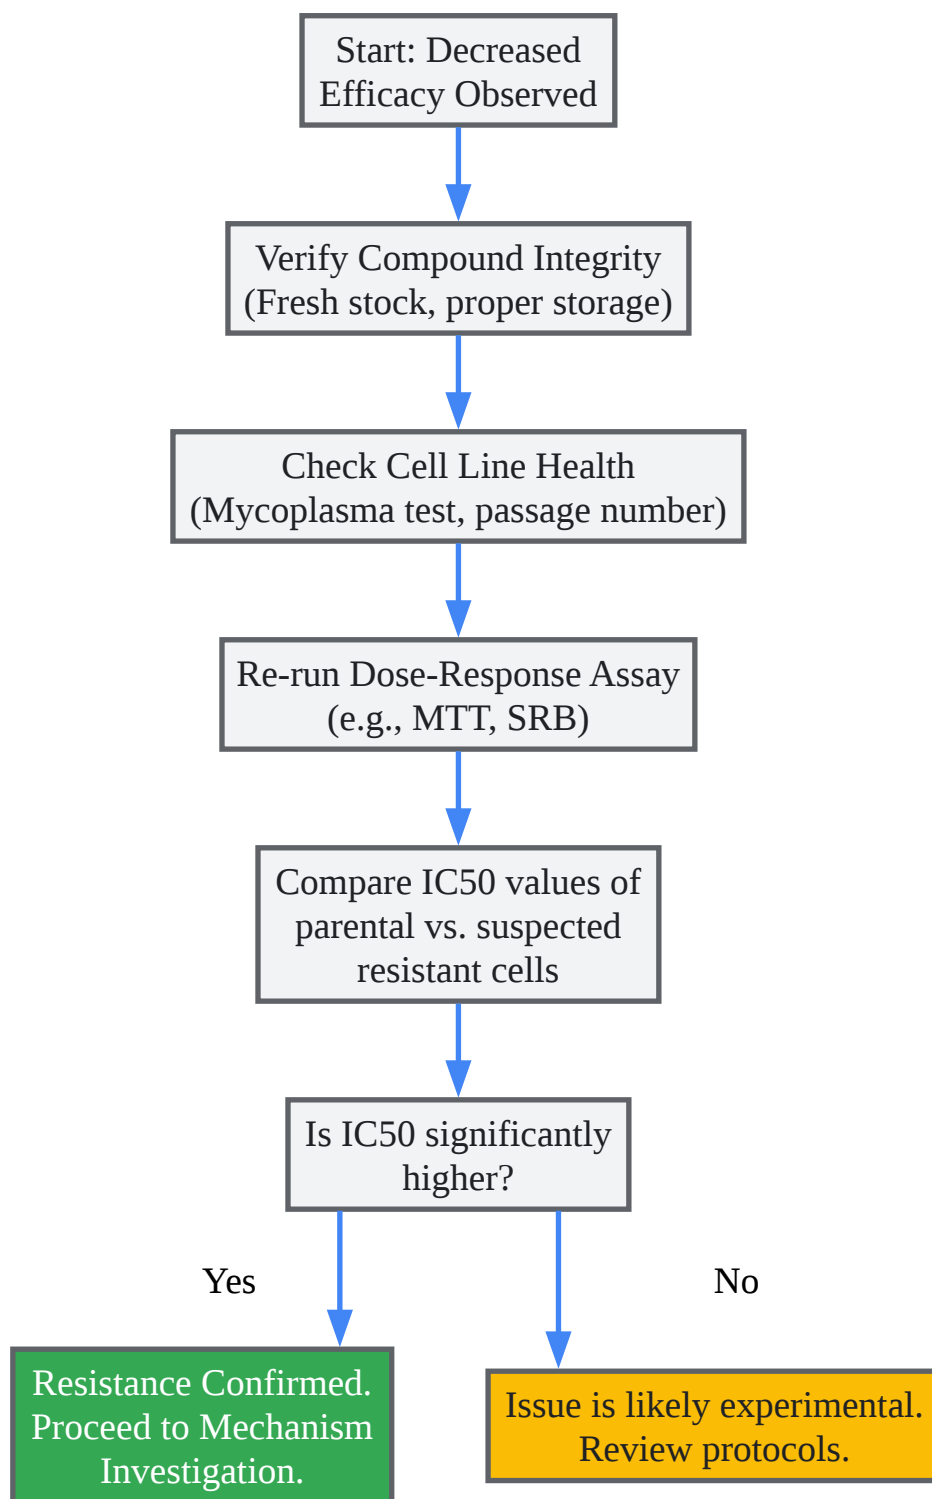 Start: Decreased
Efficacy Observed
Verify Compound Integrity
(Fresh stock, proper storage)
Check Cell Line Health
(Mycoplasma test, passage number)
Re-run Dose-Response Assay
(e.g., MTT, SRB)
Compare IC50 values of
parental vs. suspected
resistant cells
Is IC50 significantly
higher?
Yes
No
Resistance Confirmed.
Proceed to Mechanism
Investigation.
Issue is likely experimental.
Review protocols.